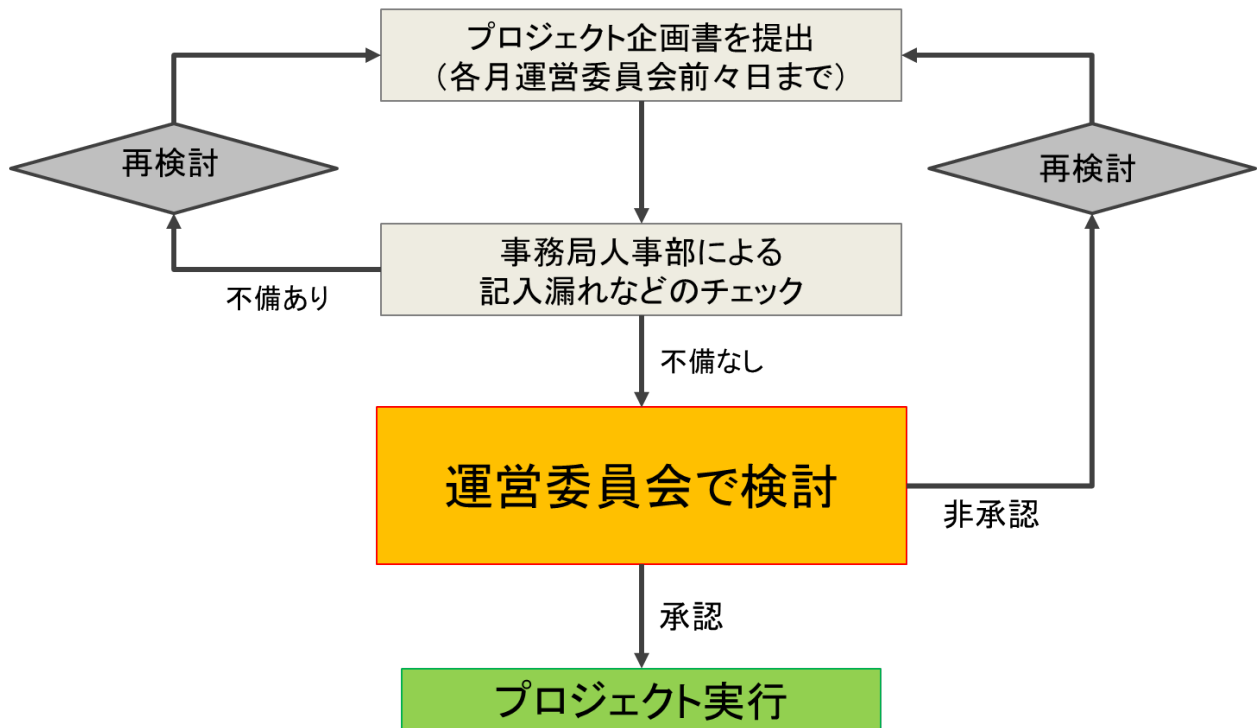 プロジェクト企画書を提出
（各月運営委員会前々日まで）
再検討
再検討
事務局人事部による
記入漏れなどのチェック
不備あり
不備なし
運営委員会で検討
非承認
承認
プロジェクト実行